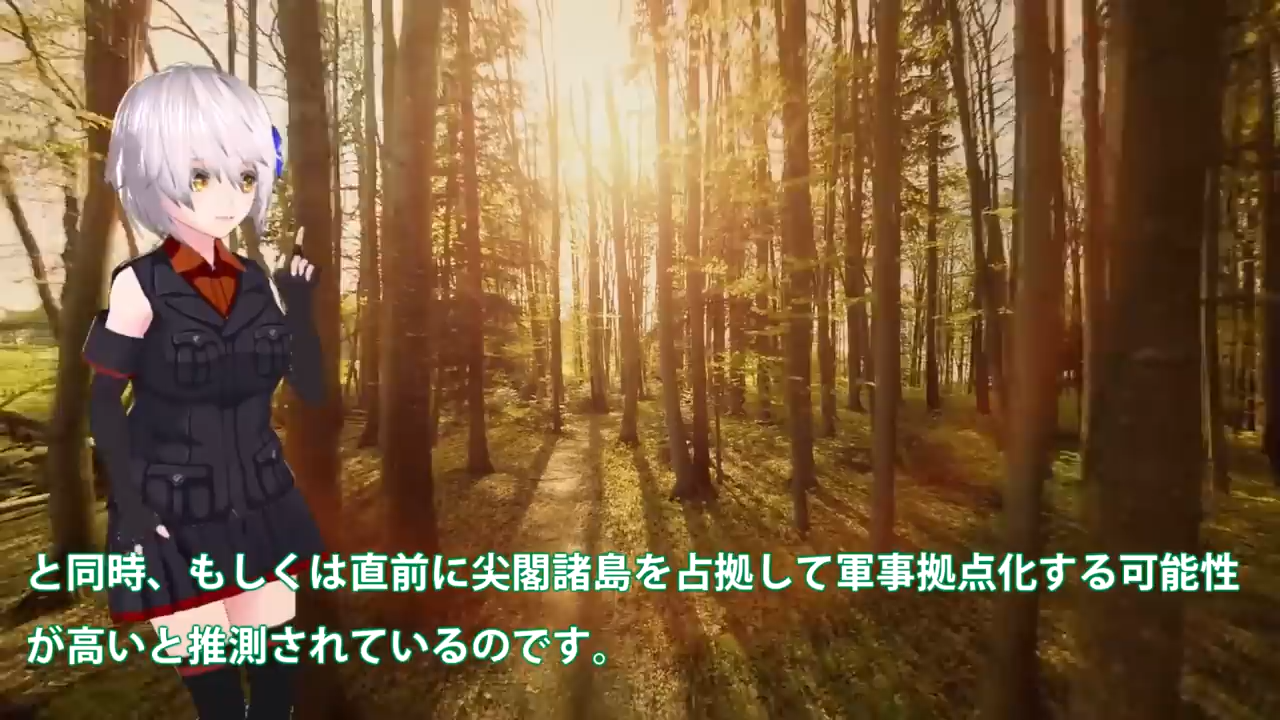 と同時、もしくは直前に尖閣諸島を占拠して軍事拠点化する可能性
が高いと推測されているのです。